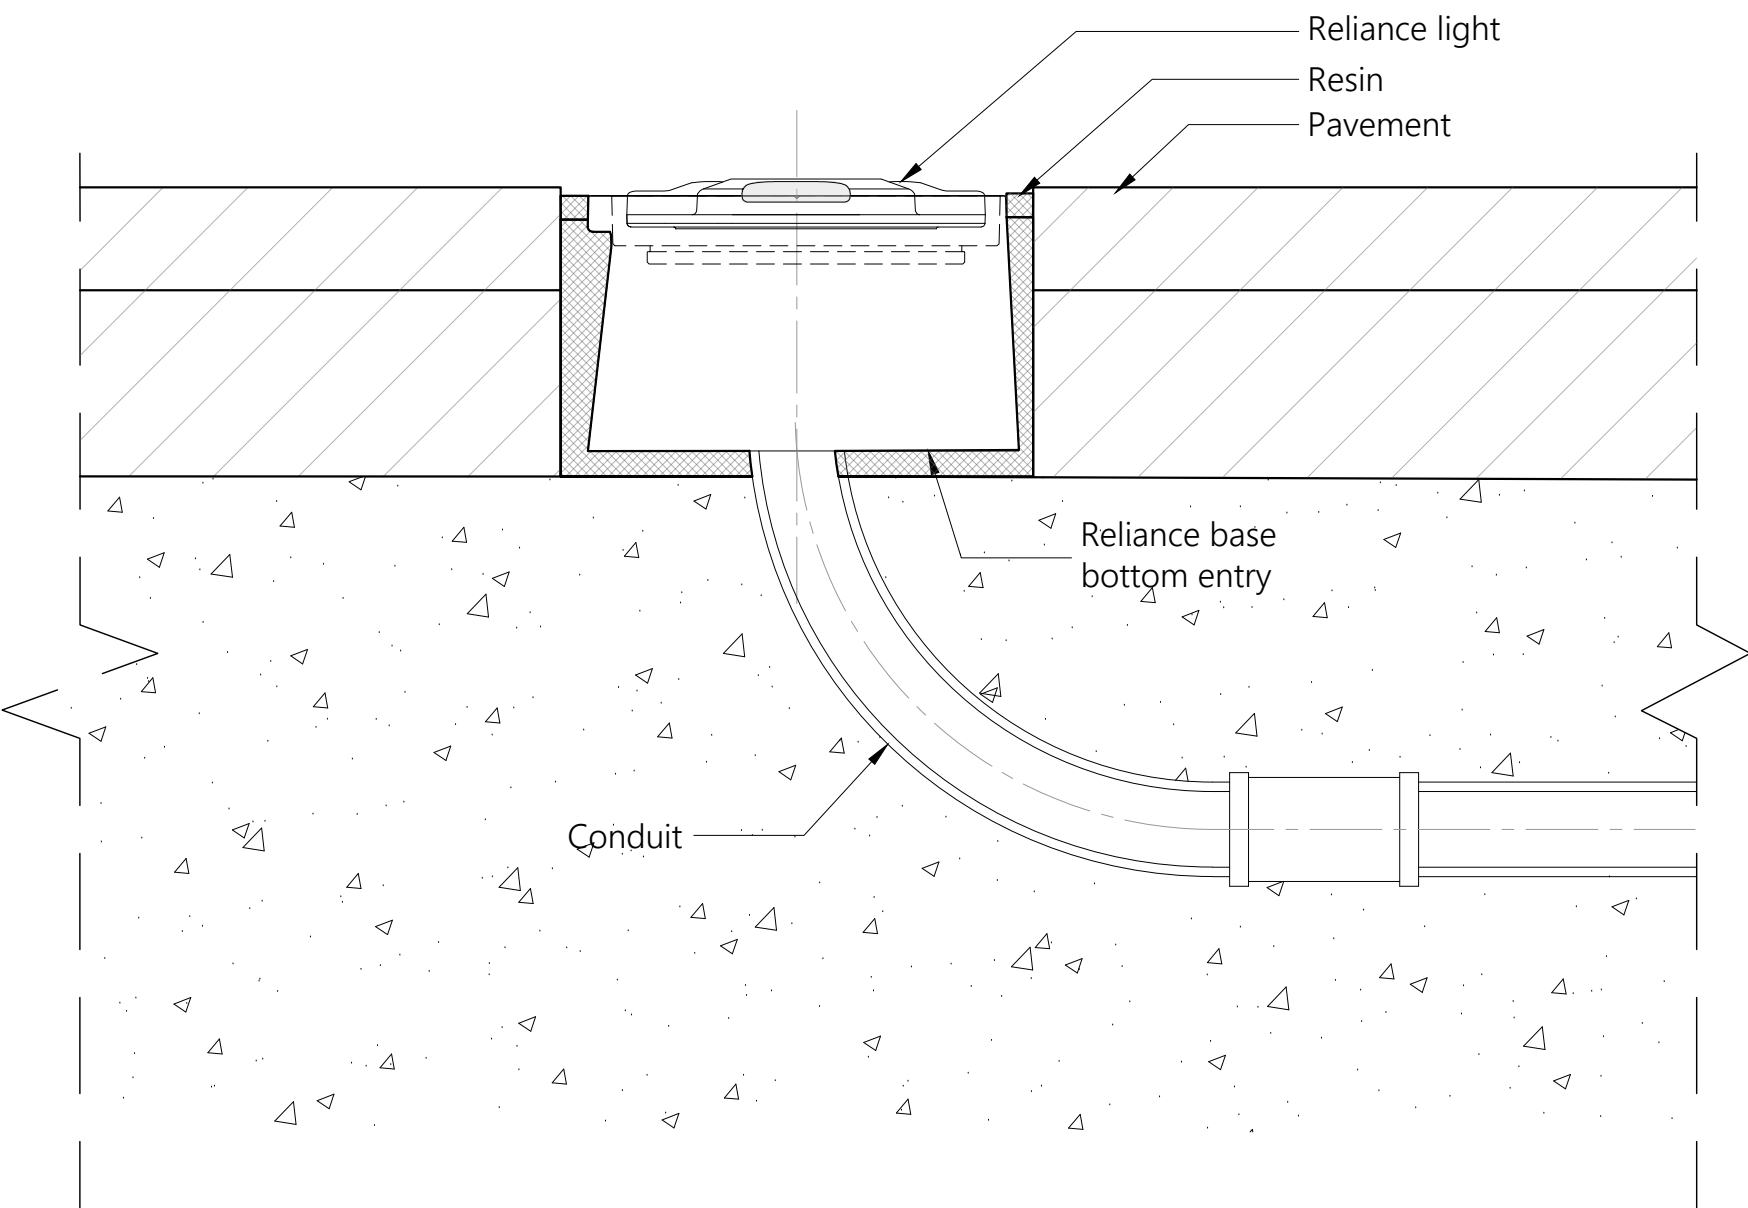 Reliance light
Resin
Pavement
Reliance base
bottom entry
Conduit